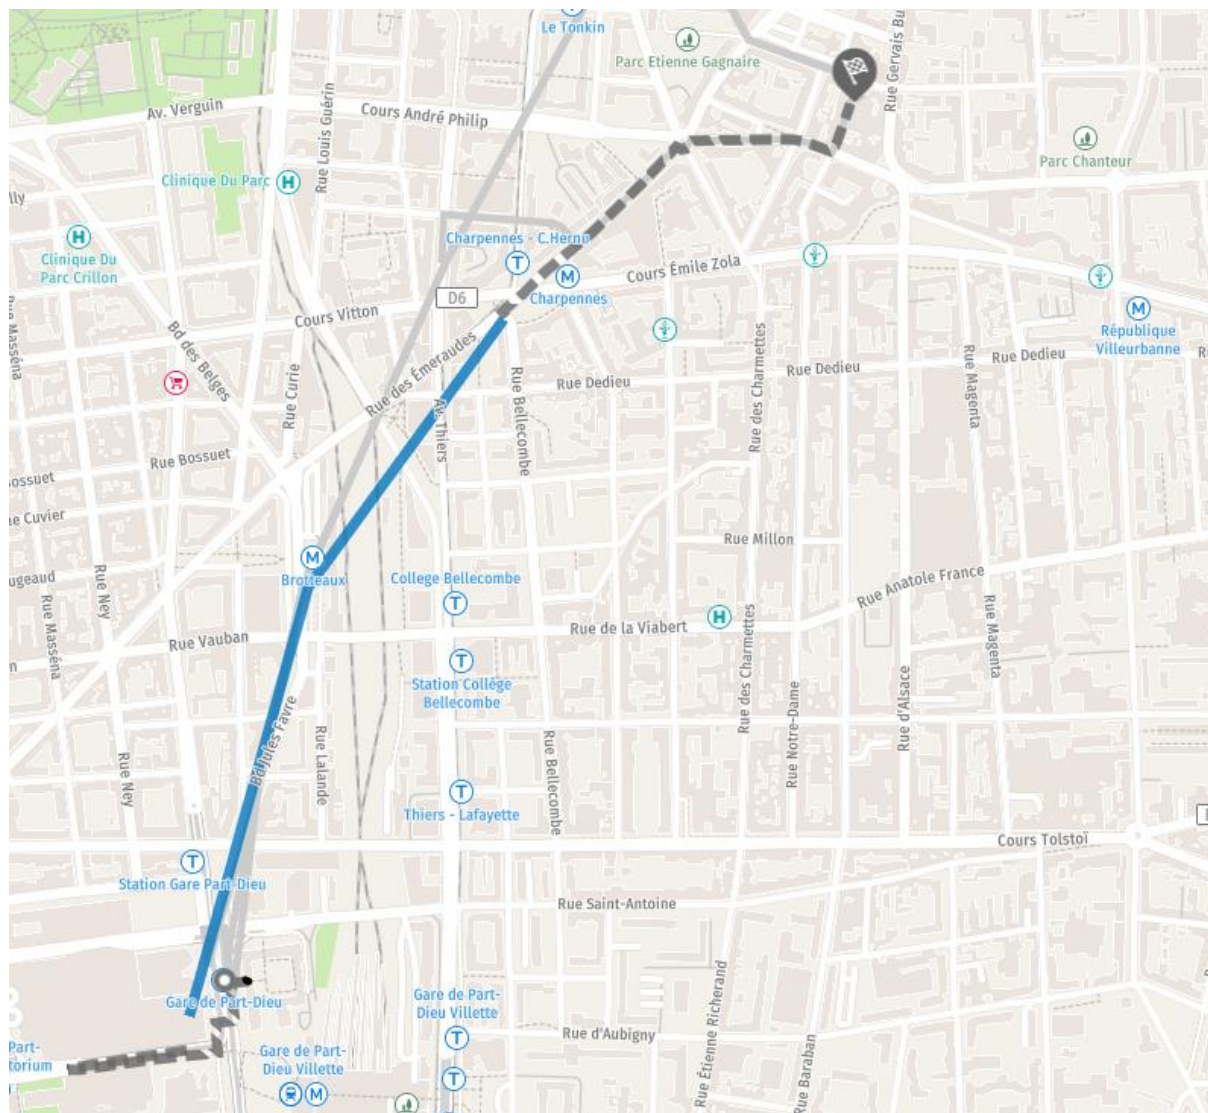 Le Tonkin
Parc Etienne Gagnaire
Rue Gervais Bu
Av. Verguin
Cours André Philip
Rue Louis Guérin
Parc Chanteur
Clinique Du Parc
H
lly
H
Clinique Du
Parc Crillon
Charpennes - C.Hernu
T
M
Charpennes
Cours Émile Zola
D6
Cours Vitton
M
République
Villeurbanne
Rue Masséna
Bd des Belges
Rue des Émeraudes
Rue Curie
Av. Thiers
Rue Bellecombe
Rue Dedieu
Rue des Charmettes
Rue Dedieu
Rue Magenta
Rue Dedieu
R
Rue Bossuet
ossuet
e Cuvier
M
Brotteaux
Rue Millon
ugeaud
Rue Ney
Rue Masséna
College Bellecombe
T
Rue Anatole France
Rue Vauban
Rue de la Viabert
H
Rue des Charmettes
Rue Magenta
n
T
Station Collège
Bellecombe
Rue Notre-Dame
Rue d'Alsace
Bd Jules Favre
Rue Lalande
Rue Ney
Rue Bellecombe
T
Thiers - Lafayette
Cours Tolstoï
T
Station Gare Part-Dieu
Rue Saint-Antoine
Gare de Part-Dieu
Gare de Part-
Dieu Villette
T
Rue d'Aubigny
Rue Étienne Richerand
Rue Baraban
Part-
torium
Gare de Part-
Dieu Villette
M
T
T